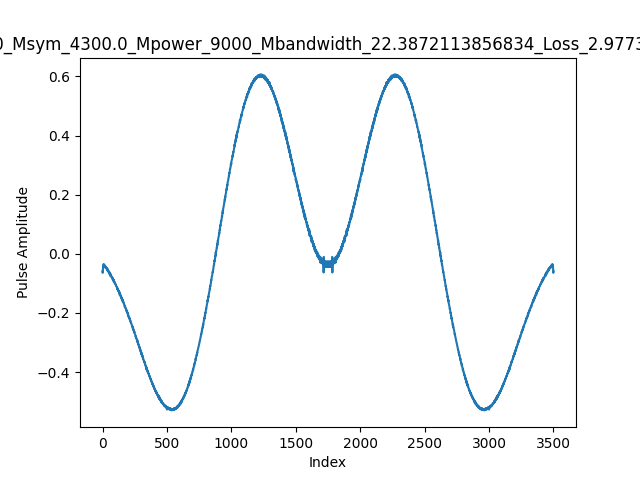 0_Msym_4300.0_Mpower_9000_Mbandwidth_22.3872113856834_Loss_2.9773
0.6
0.4
0.2
0.0
−0.2
−0.4
Pulse Amplitude
0 500 1000 1500 2000 2500 3000 3500
Index